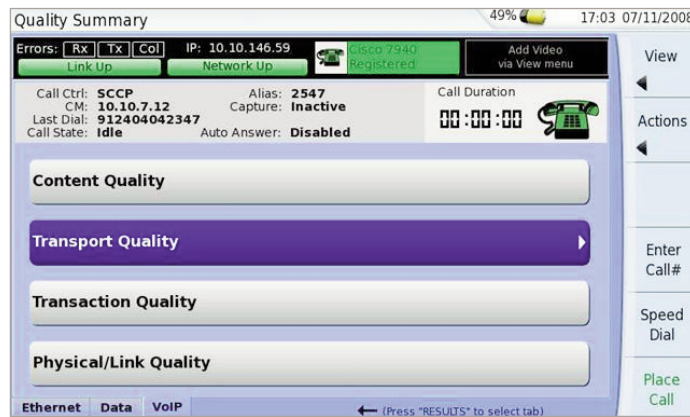 Quality Summary
49%
17:03 07/11/2008
Errors: Rx Tx Col IP: 10.10.146.59
Link Up
Network Up
Cisco 7940
Registered
Add Video
via View menu
Call Ctrl: SCCP
CM: 10.10.7.12
Last Dial: 912404042347
Call State: Idle
Alias: 2547
Capture: Inactive
Auto Answer: Disabled
Call Duration
00:00:00
Content Quality
Transport Quality
Transaction Quality
Physical/Link Quality
Ethernet Data VoIP
(Press "RESULTS" to select tab)
View
Actions
Enter
Call#
Speed
Dial
Place
Call